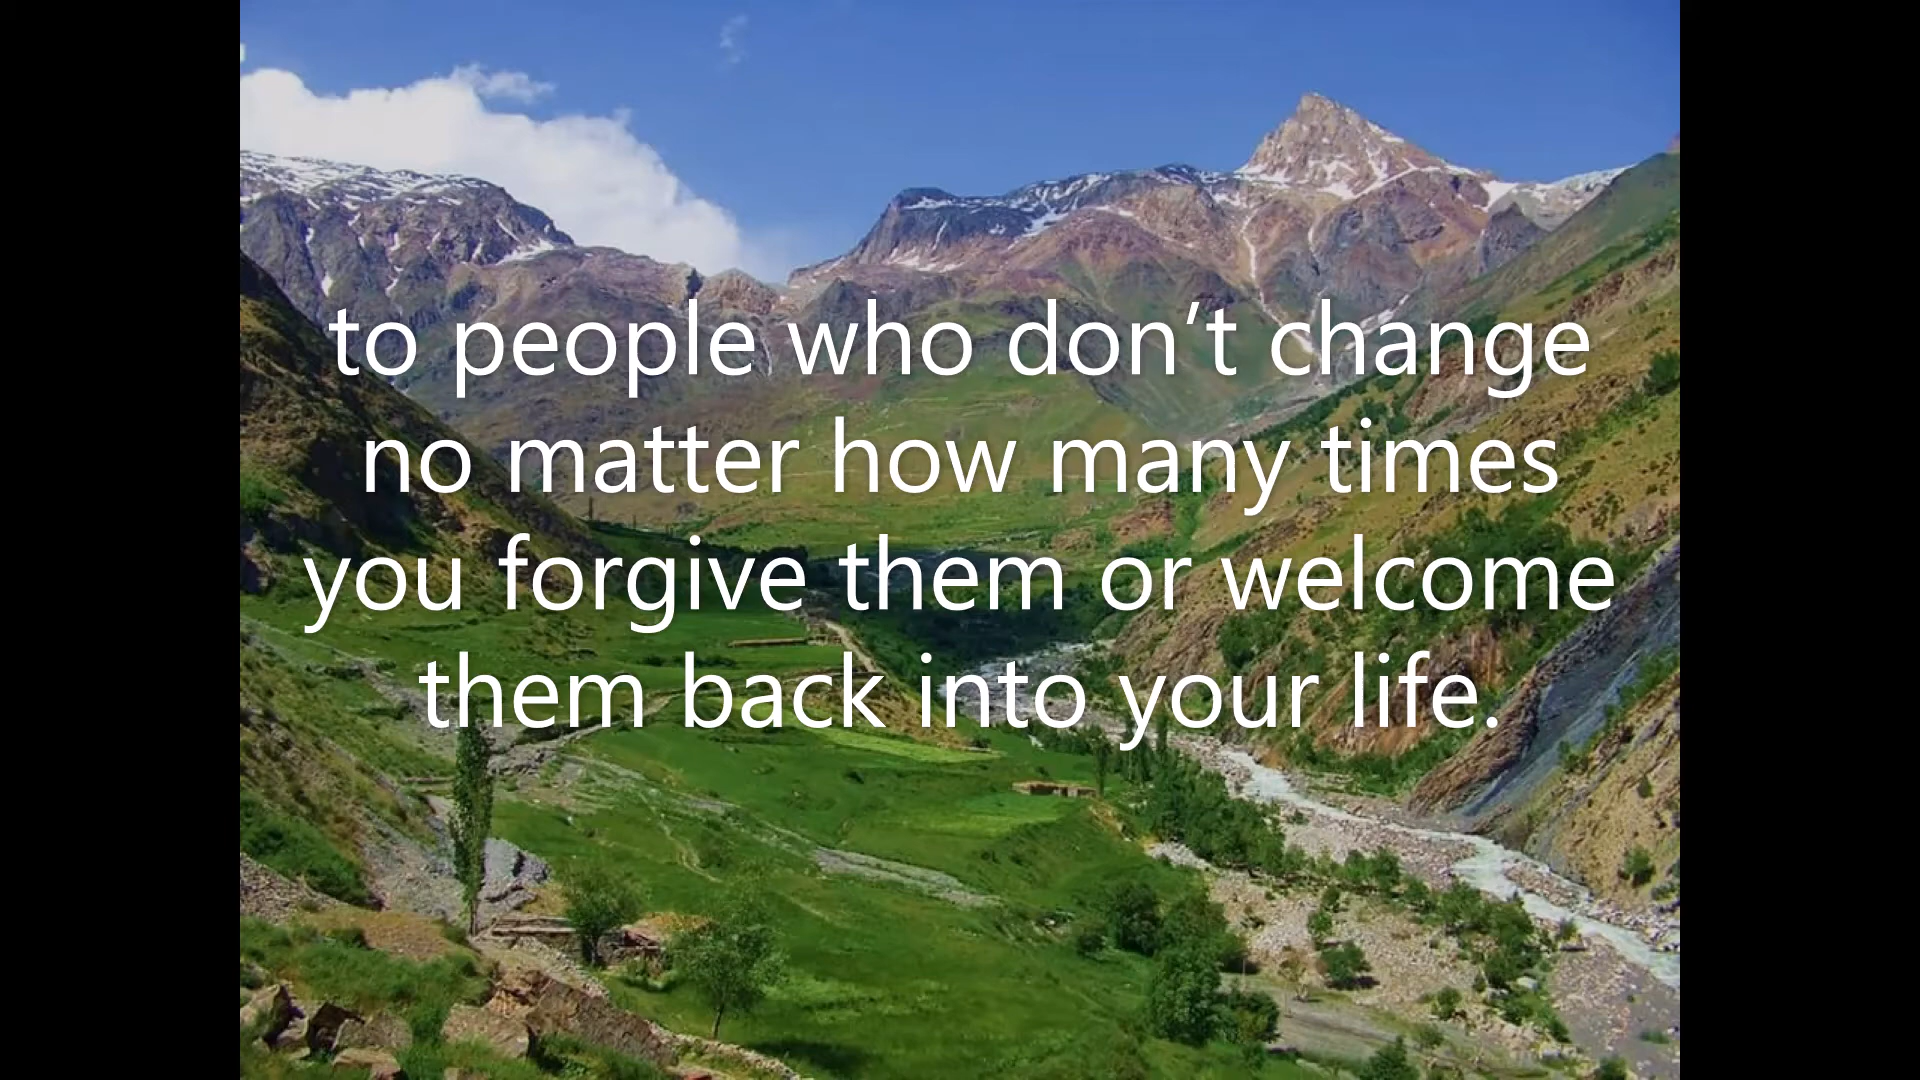 to people who don’t change
no matter how many times
you forgive them or welcome
them back into your life.